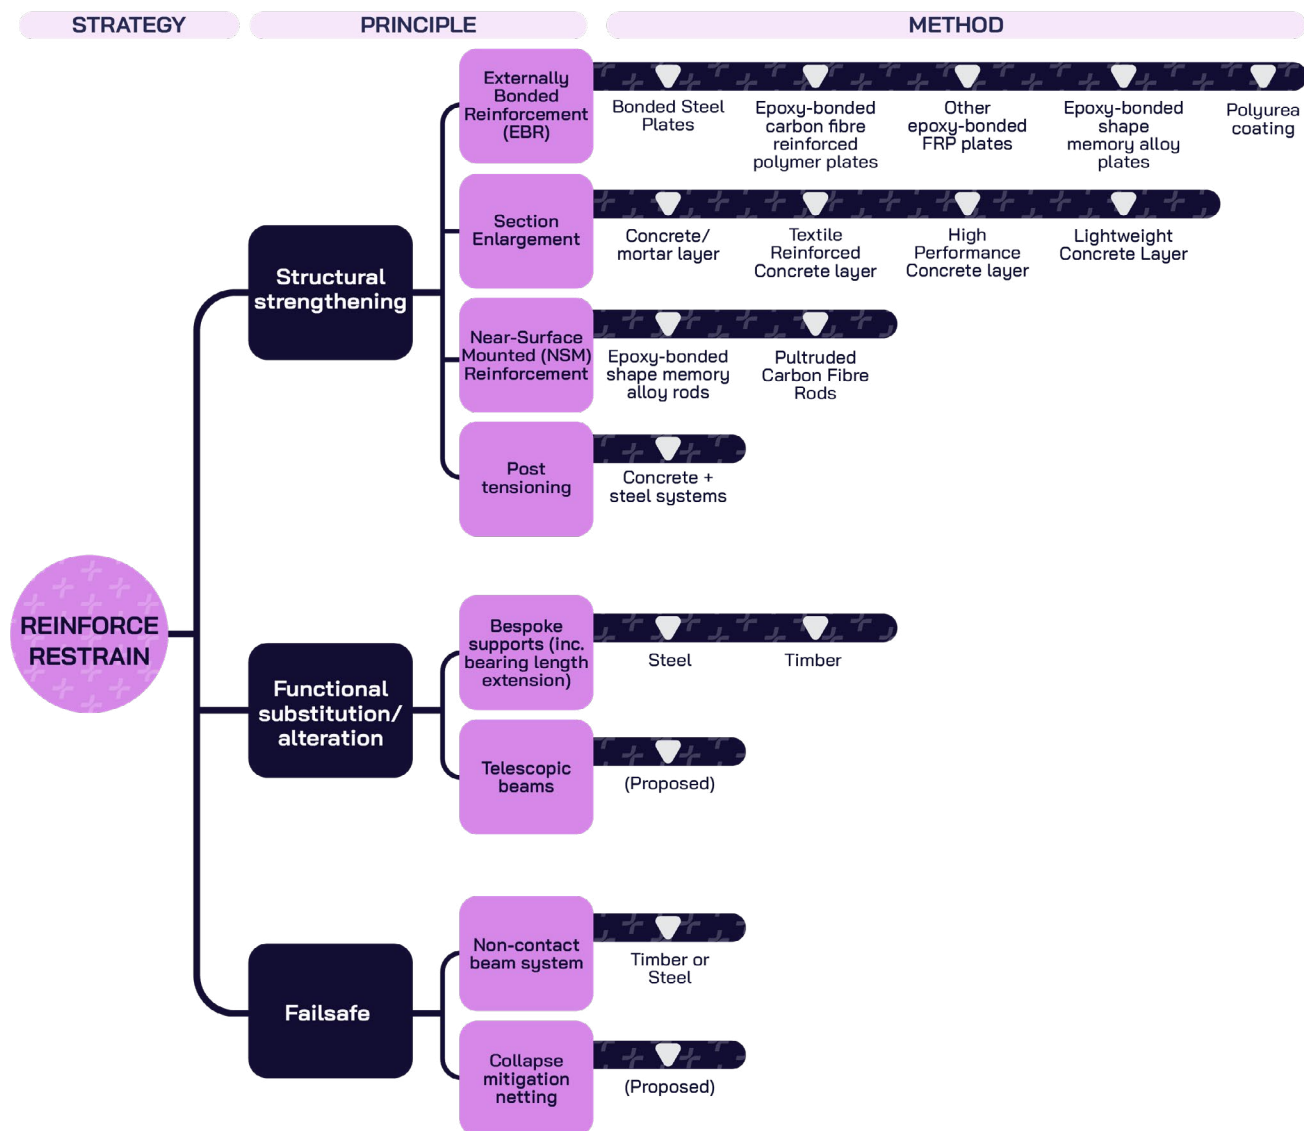 STRATEGY
PRINCIPLE
METHOD
REINFORCE
RESTRAIN
Structural
strengthening
Externally
Bonded
Reinforcement
(EBR)
Bonded Steel
Plates
Epoxy-bonded
carbon fibre
reinforced
polymer plates
Other
epoxy-bonded
FRP plates
Epoxy-bonded
shape
memory alloy
plates
Polyurea
coating
Section
Enlargement
Concrete/
mortar layer
Textile
Reinforced
Concrete layer
High
Performance
Concrete layer
Lightweight
Concrete Layer
Near-Surface
Mounted (NSM)
Reinforcement
Epoxy-bonded
shape memory
alloy rods
Pultruded
Carbon Fibre
Rods
Post
tensioning
Concrete +
steel systems
Functional
substitution/
alteration
Bespoke
supports (inc.
bearing length
extension)
Steel
Timber
Telescopic
beams
(Proposed)
Failsafe
Non-contact
beam system
Timber or
Steel
Collapse
mitigation
netting
(Proposed)